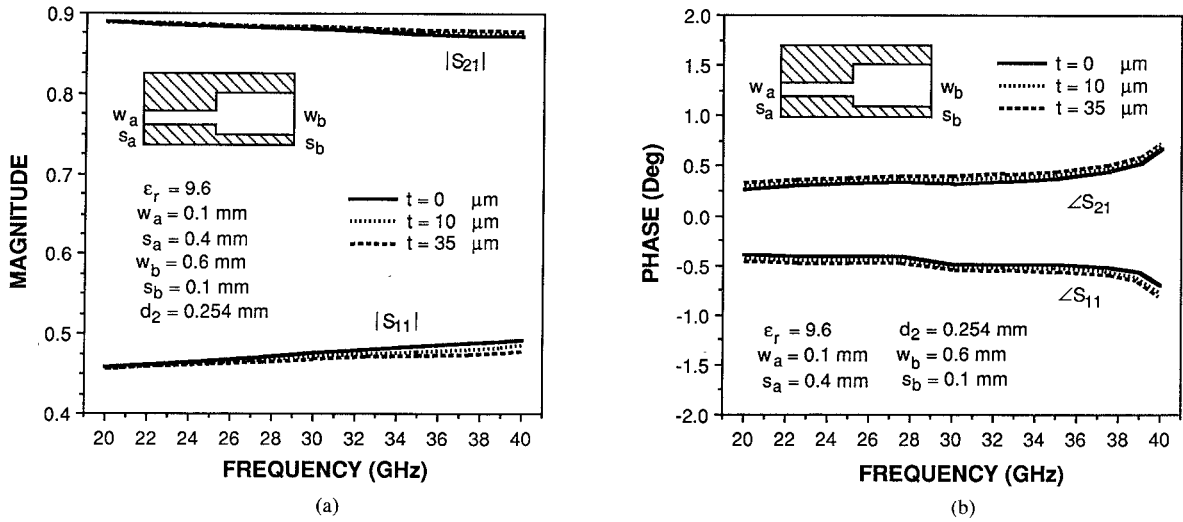 0.9
0.8
0.7
0.6
0.5
0.4
MAGNITUDE
|S21|
wa
sa
wb
sb
εr = 9.6
wa = 0.1 mm
sa = 0.4 mm
wb = 0.6 mm
sb = 0.1 mm
d2 = 0.254 mm
t = 0 μm
t = 10 μm
t = 35 μm
|S11|
20 22 24 26 28 30 32 34 36 38 40
FREQUENCY (GHz)
(a)
2.0
1.5
1.0
0.5
0.0
-0.5
-1.0
-1.5
-2.0
PHASE (Deg)
wa
sa
wb
sb
t = 0 μm
t = 10 μm
t = 35 μm
∠S21
∠S11
εr = 9.6 d2 = 0.254 mm
wa = 0.1 mm wb = 0.6 mm
sa = 0.4 mm sb = 0.1 mm
20 22 24 26 28 30 32 34 36 38 40
FREQUENCY (GHz)
(b)